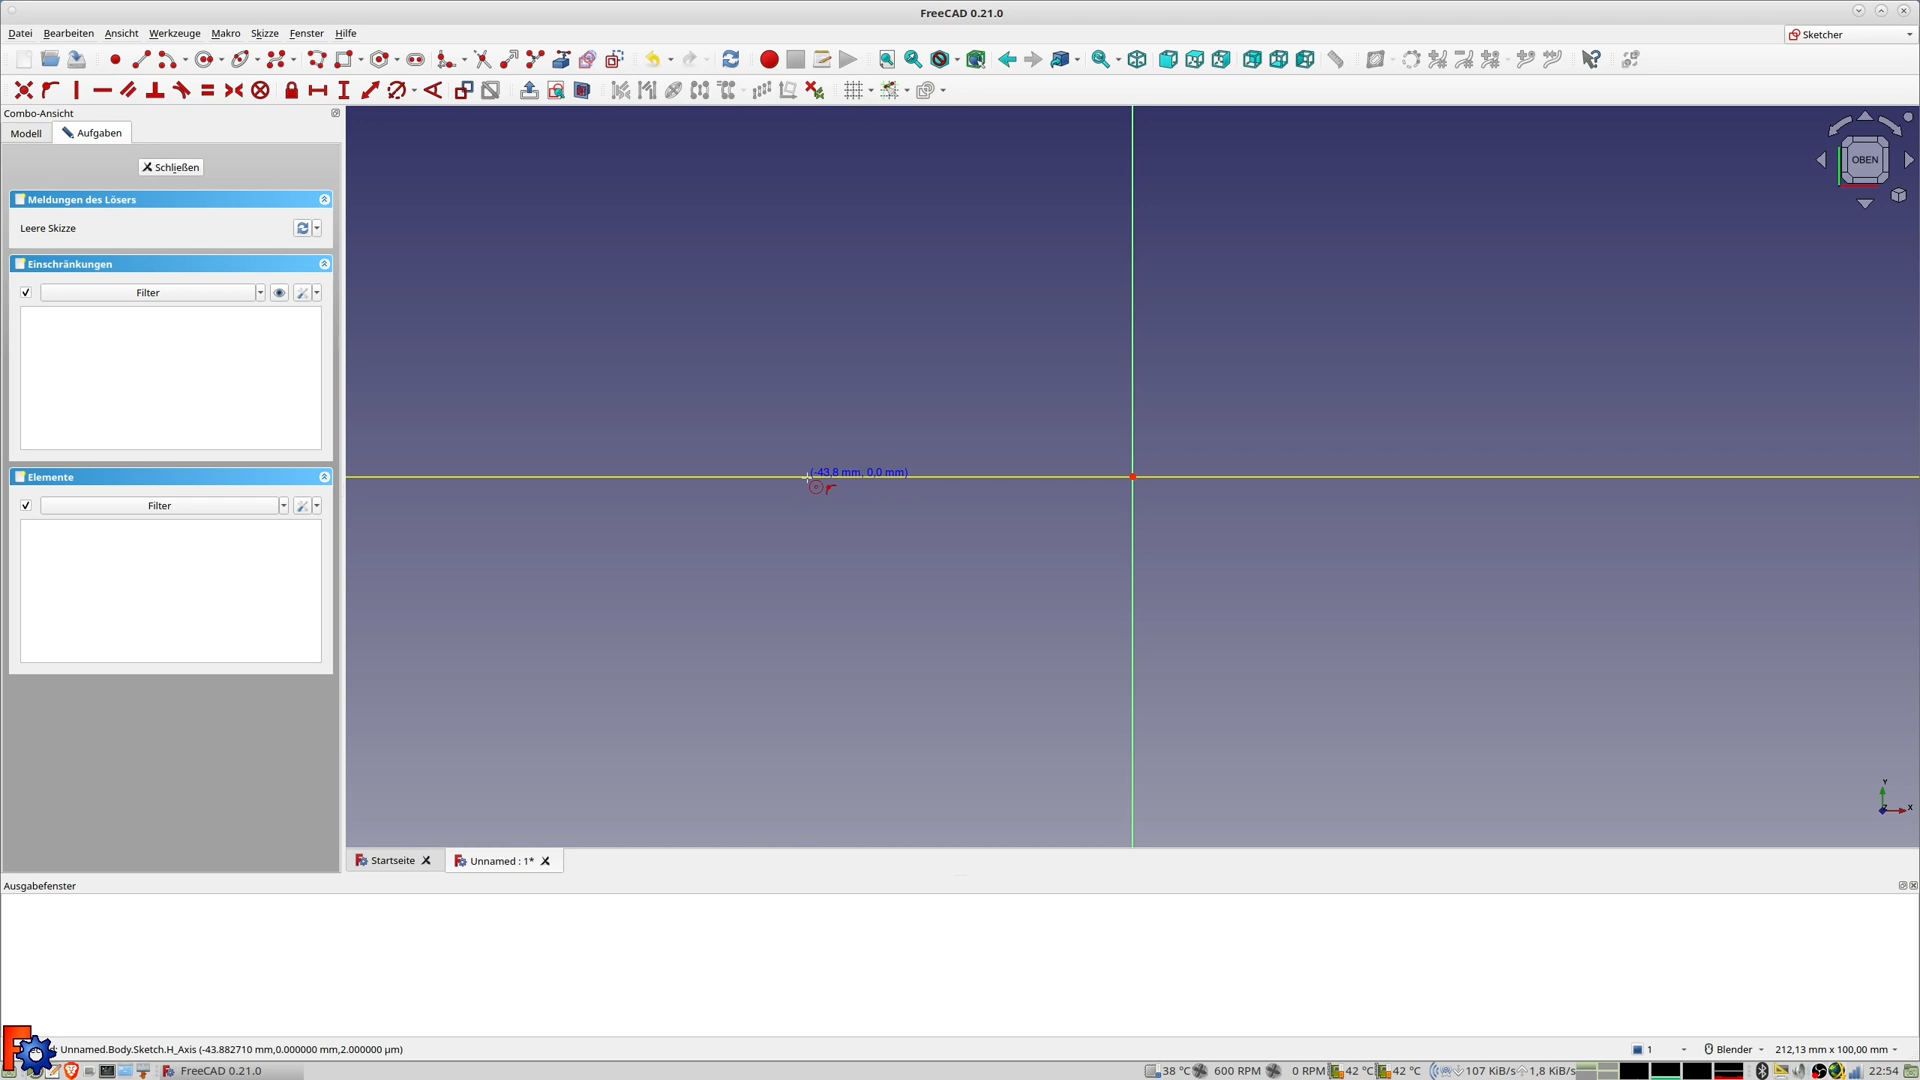 FreeCAD 0.21.0
Datei Bearbeiten Ansicht Werkzeuge Makro Skizze Fenster Hilfe
Sketcher
Combo-Ansicht
Modell Aufgaben
Schließen
Meldungen des Lösers
Leere Skizze
Einschränkungen
Filter
Elemente
Filter
(-43,8 mm, 0,0 mm)
OBEN
Y
X
Z
Startseite Unnamed : 1*
Ausgabefenster
Unnamed.Body.Sketch.H_Axis (-43.882710 mm,0.000000 mm,2.000000 µm)
1 Blender 212,13 mm x 100,00 mm
FreeCAD 0.21.0
38 °C 600 RPM 0 RPM 42 °C 42 °C 107 KiB/s 1,8 KiB/s 22:54